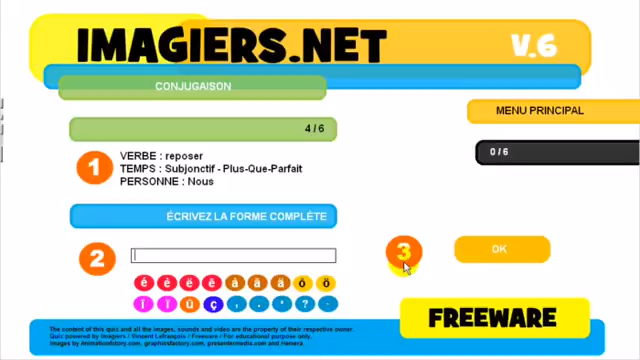 IMAGIERS.NET
V.6
CONJUGAISON
MENU PRINCIPAL
4 / 6
0 / 6
1
VERBE : reposer
TEMPS : Subjonctif - Plus-Que-Parfait
PERSONNE : Nous
ÉCRIVEZ LA FORME COMPLÈTE
2
3
OK
FREEWARE
The content of this quiz and all the images, sounds and video are the property of their respective owner.
Quiz powered by Imagiers / Vincent Lefrançois / Freeware / For educational purpose only.
Images by Animationfactory.com, graphicsfactory.com, presentermedia.com and Hemera